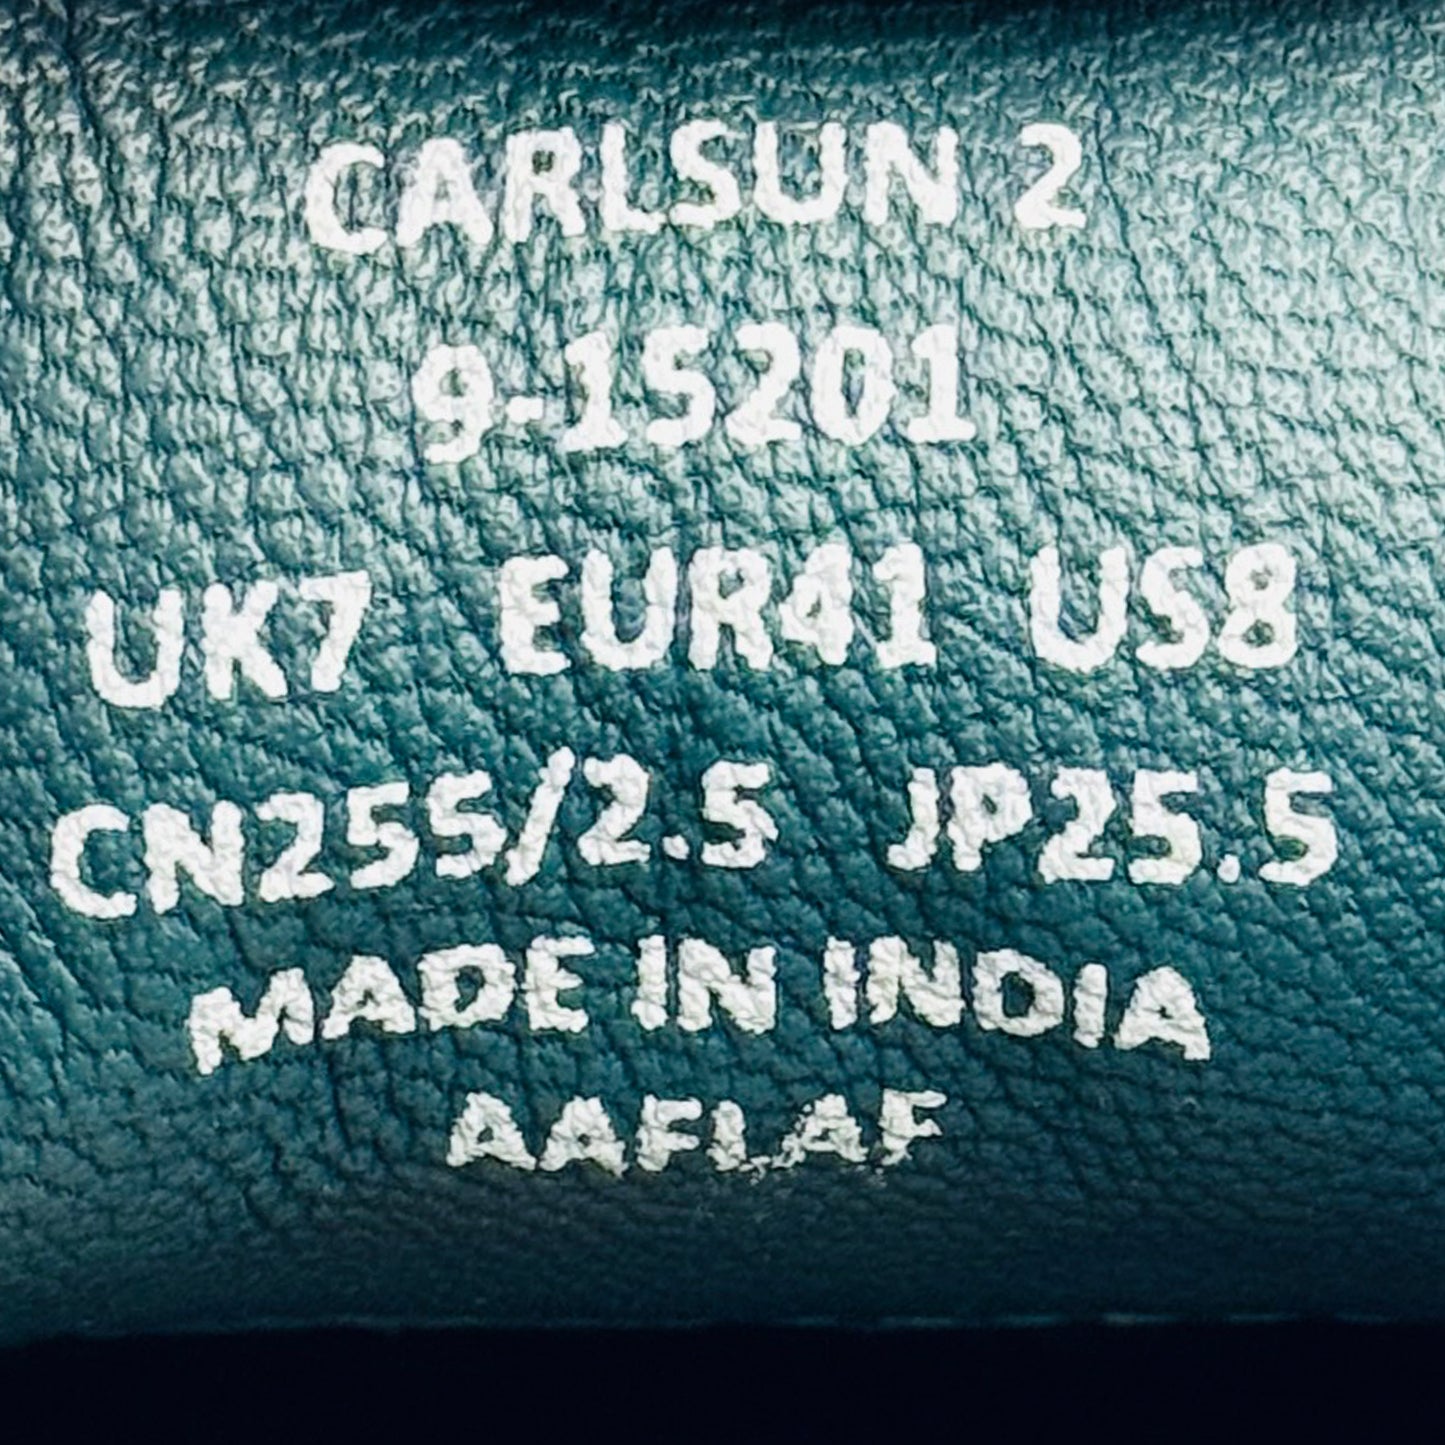 CARLSUN 2
9-15201
UK7 EUR41 US8
CN255/2.5 JP25.5
MADE IN INDIA
AAFLAF